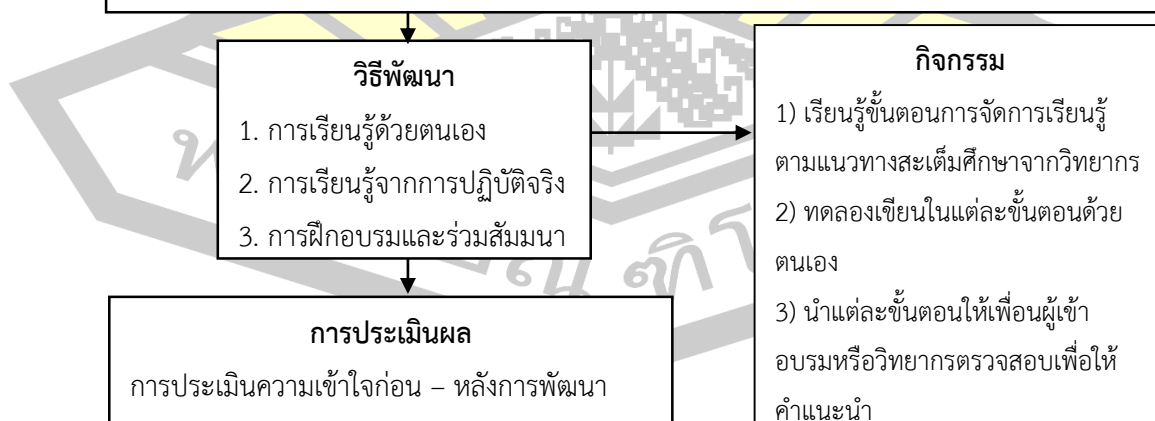 วิธีพัฒนา
1. การเรียนรู้ด้วยตนเอง
2. การเรียนรู้จากการปฏิบัติจริง
3. การฝึกอบรมและร่วมสัมมนา
กิจกรรม
1) เรียนรู้ขั้นตอนการจัดการเรียนรู้
ตามแนวทางสะเต็มศึกษาจากวิทยากร
2) ทดลองเขียนในแต่ละขั้นตอนด้วย
ตนเอง
3) นำแต่ละขั้นตอนให้เพื่อนผู้เข้า
อบรมหรือวิทยากรตรวจสอบเพื่อให้
คำแนะนำ
การประเมินผล
การประเมินความเข้าใจก่อน – หลังการพัฒนา